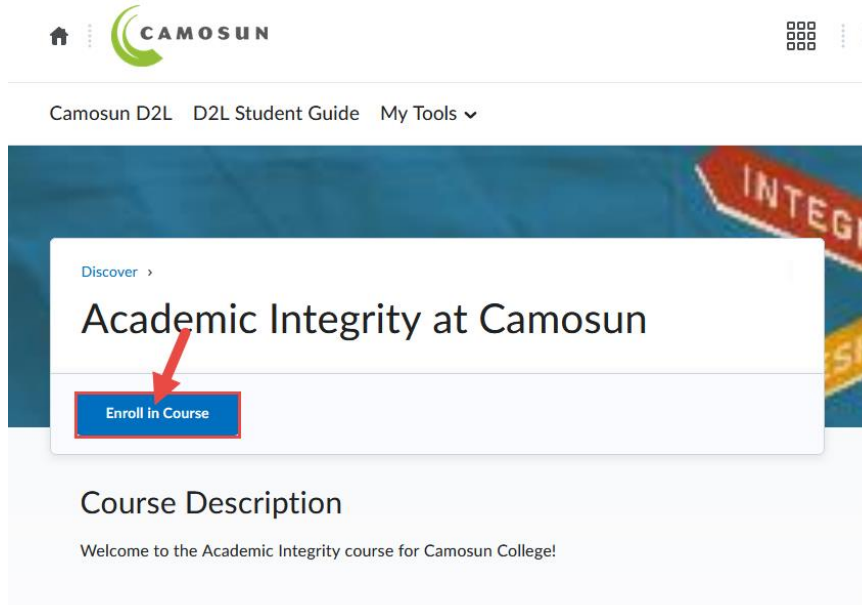 CAMOSUN
Camosun D2L D2L Student Guide My Tools
Discover ›
Academic Integrity at Camosun
Enroll in Course
Course Description
Welcome to the Academic Integrity course for Camosun College!